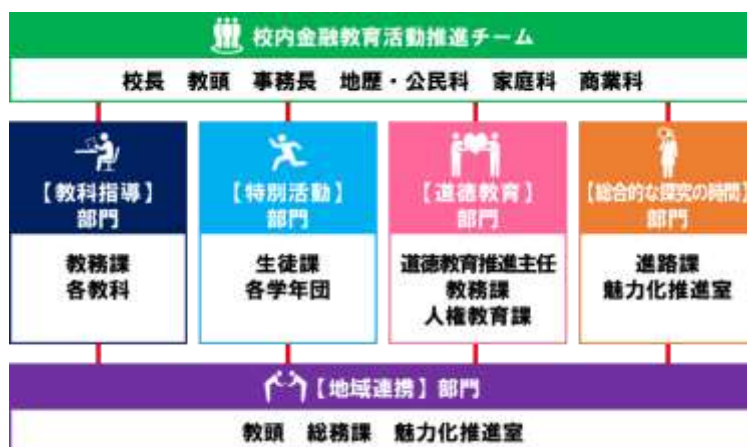 校内金融教育活動推進チーム
校長　教頭　事務長　地歴・公民科　家庭科　商業科
【教科指導】
部門
教務課
各教科
【特別活動】
部門
生徒課
各学年団
【道徳教育】
部門
道徳教育推進主任
教務課
人権教育課
【総合的な探究の時間】
部門
進路課
魅力化推進室
【地域連携】部門
教頭　総務課　魅力化推進室